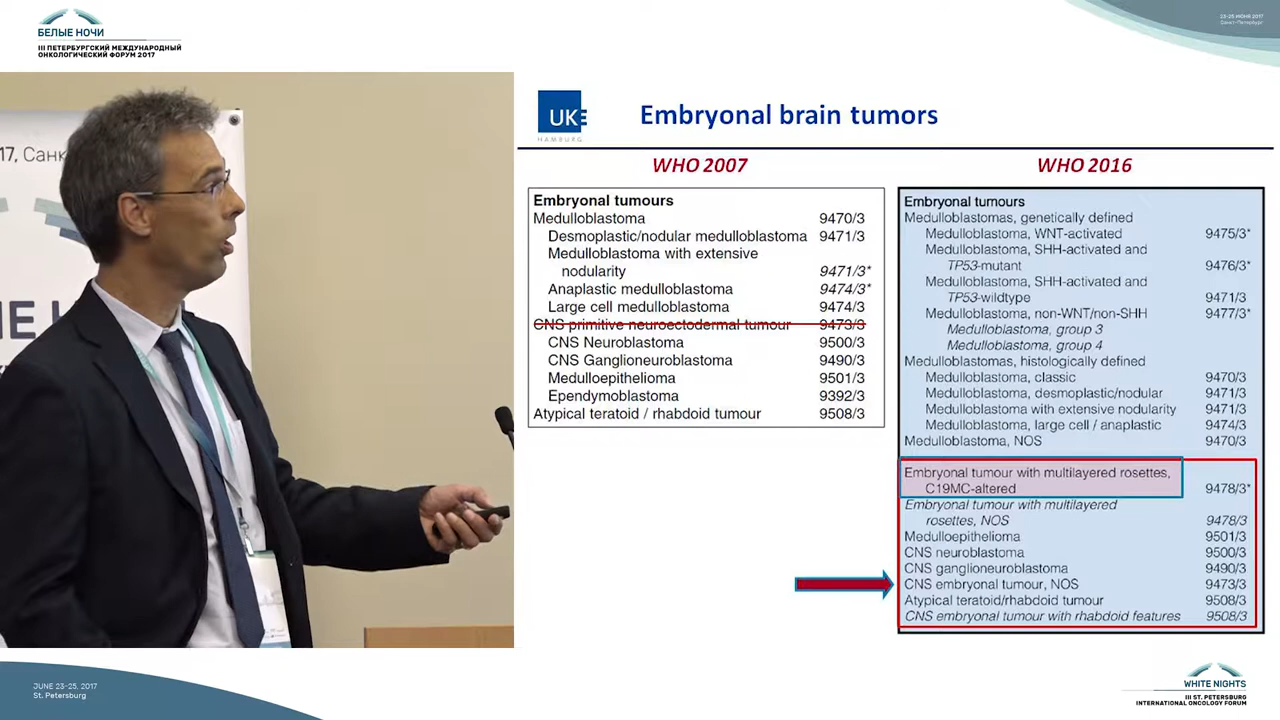 БЕЛЫЕ НОЧИ
III ПЕТЕРБУРГСКИЙ МЕЖДУНАРОДНЫЙ
ОНКОЛОГИЧЕСКИЙ ФОРУМ 2017
23-25 ИЮНЯ 2017
Санкт-Петербург
17, Санк
UKE
HAMBURG
Embryonal brain tumors
WHO 2007
Embryonal tumours
Medulloblastoma 9470/3
Desmoplastic/nodular medulloblastoma 9471/3
Medulloblastoma with extensive
nodularity 9471/3*
Anaplastic medulloblastoma 9474/3*
Large cell medulloblastoma 9474/3
CNS primitive neuroectodermal tumour 9473/3
CNS Neuroblastoma 9500/3
CNS Ganglioneuroblastoma 9490/3
Medulloepithelioma 9501/3
Ependymoblastoma 9392/3
Atypical teratoid / rhabdoid tumour 9508/3
WHO 2016
Embryonal tumours
Medulloblastomas, genetically defined
Medulloblastoma, WNT-activated 9475/3*
Medulloblastoma, SHH-activated and
TP53-mutant 9476/3*
Medulloblastoma, SHH-activated and
TP53-wildtype 9471/3
Medulloblastoma, non-WNT/non-SHH 9477/3*
Medulloblastoma, group 3
Medulloblastoma, group 4
Medulloblastomas, histologically defined
Medulloblastoma, classic 9470/3
Medulloblastoma, desmoplastic/nodular 9471/3
Medulloblastoma with extensive nodularity 9471/3
Medulloblastoma, large cell / anaplastic 9474/3
Medulloblastoma, NOS 9470/3
Embryonal tumour with multilayered rosettes,
C19MC-altered 9478/3*
Embryonal tumour with multilayered
rosettes, NOS 9478/3
Medulloepithelioma 9501/3
CNS neuroblastoma 9500/3
CNS ganglioneuroblastoma 9490/3
CNS embryonal tumour, NOS 9473/3
Atypical teratoid/rhabdoid tumour 9508/3
CNS embryonal tumour with rhabdoid features 9508/3
JUNE 23-25, 2017
St. Petersburg
WHITE NIGHTS
III ST. PETERSBURG
INTERNATIONAL ONCOLOGY FORUM